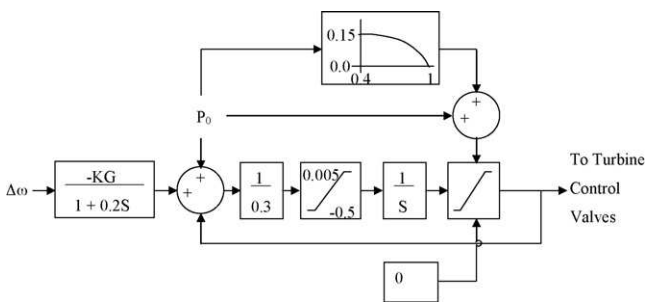 0.15
0.0
0 4 1
+
+
P₀
To Turbine
Control
Valves
Δω
-KG
1 + 0.2S
+
+
1
0.3
0.005
-0.5
1
S
0